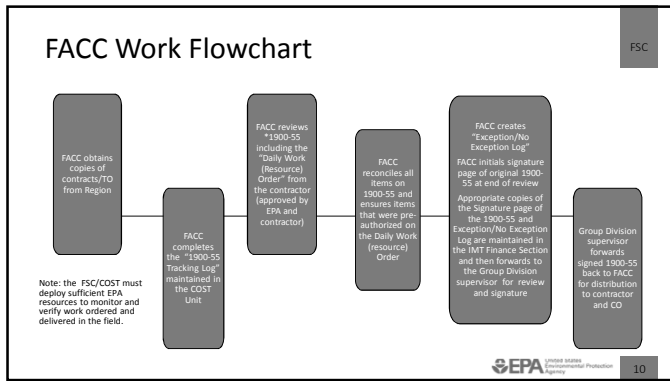 FACC Work Flowchart
FSC
FACC obtains
copies of
contracts/TO
from Region
FACC
completes
the "1900-55
Tracking Log"
maintained in
the COST
Unit
FACC reviews
*1900-55
including the
"Daily Work
(Resource)
Order" from
the contractor
(approved by
EPA and
contractor)
FACC
reconciles all
items on
1900-55 and
ensures items
that were pre-
authorized on
the Daily Work
(resource)
Order
FACC creates
"Exception/No
Exception Log"
FACC initials signature
page of original 1900-
55 at end of review
Appropriate copies of
the Signature page of
the 1900-55 and
Exception/No Exception
Log are maintained in
the IMT Finance Section
and then forwards to
the Group Division
supervisor for review
and signature
Group Division
supervisor
forwards
signed 1900-55
back to FACC
for distribution
to contractor
and CO
Note: the FSC/COST must
deploy sufficient EPA
resources to monitor and
verify work ordered and
delivered in the field.
EPA
United States
Environmental Protection
Agency
10